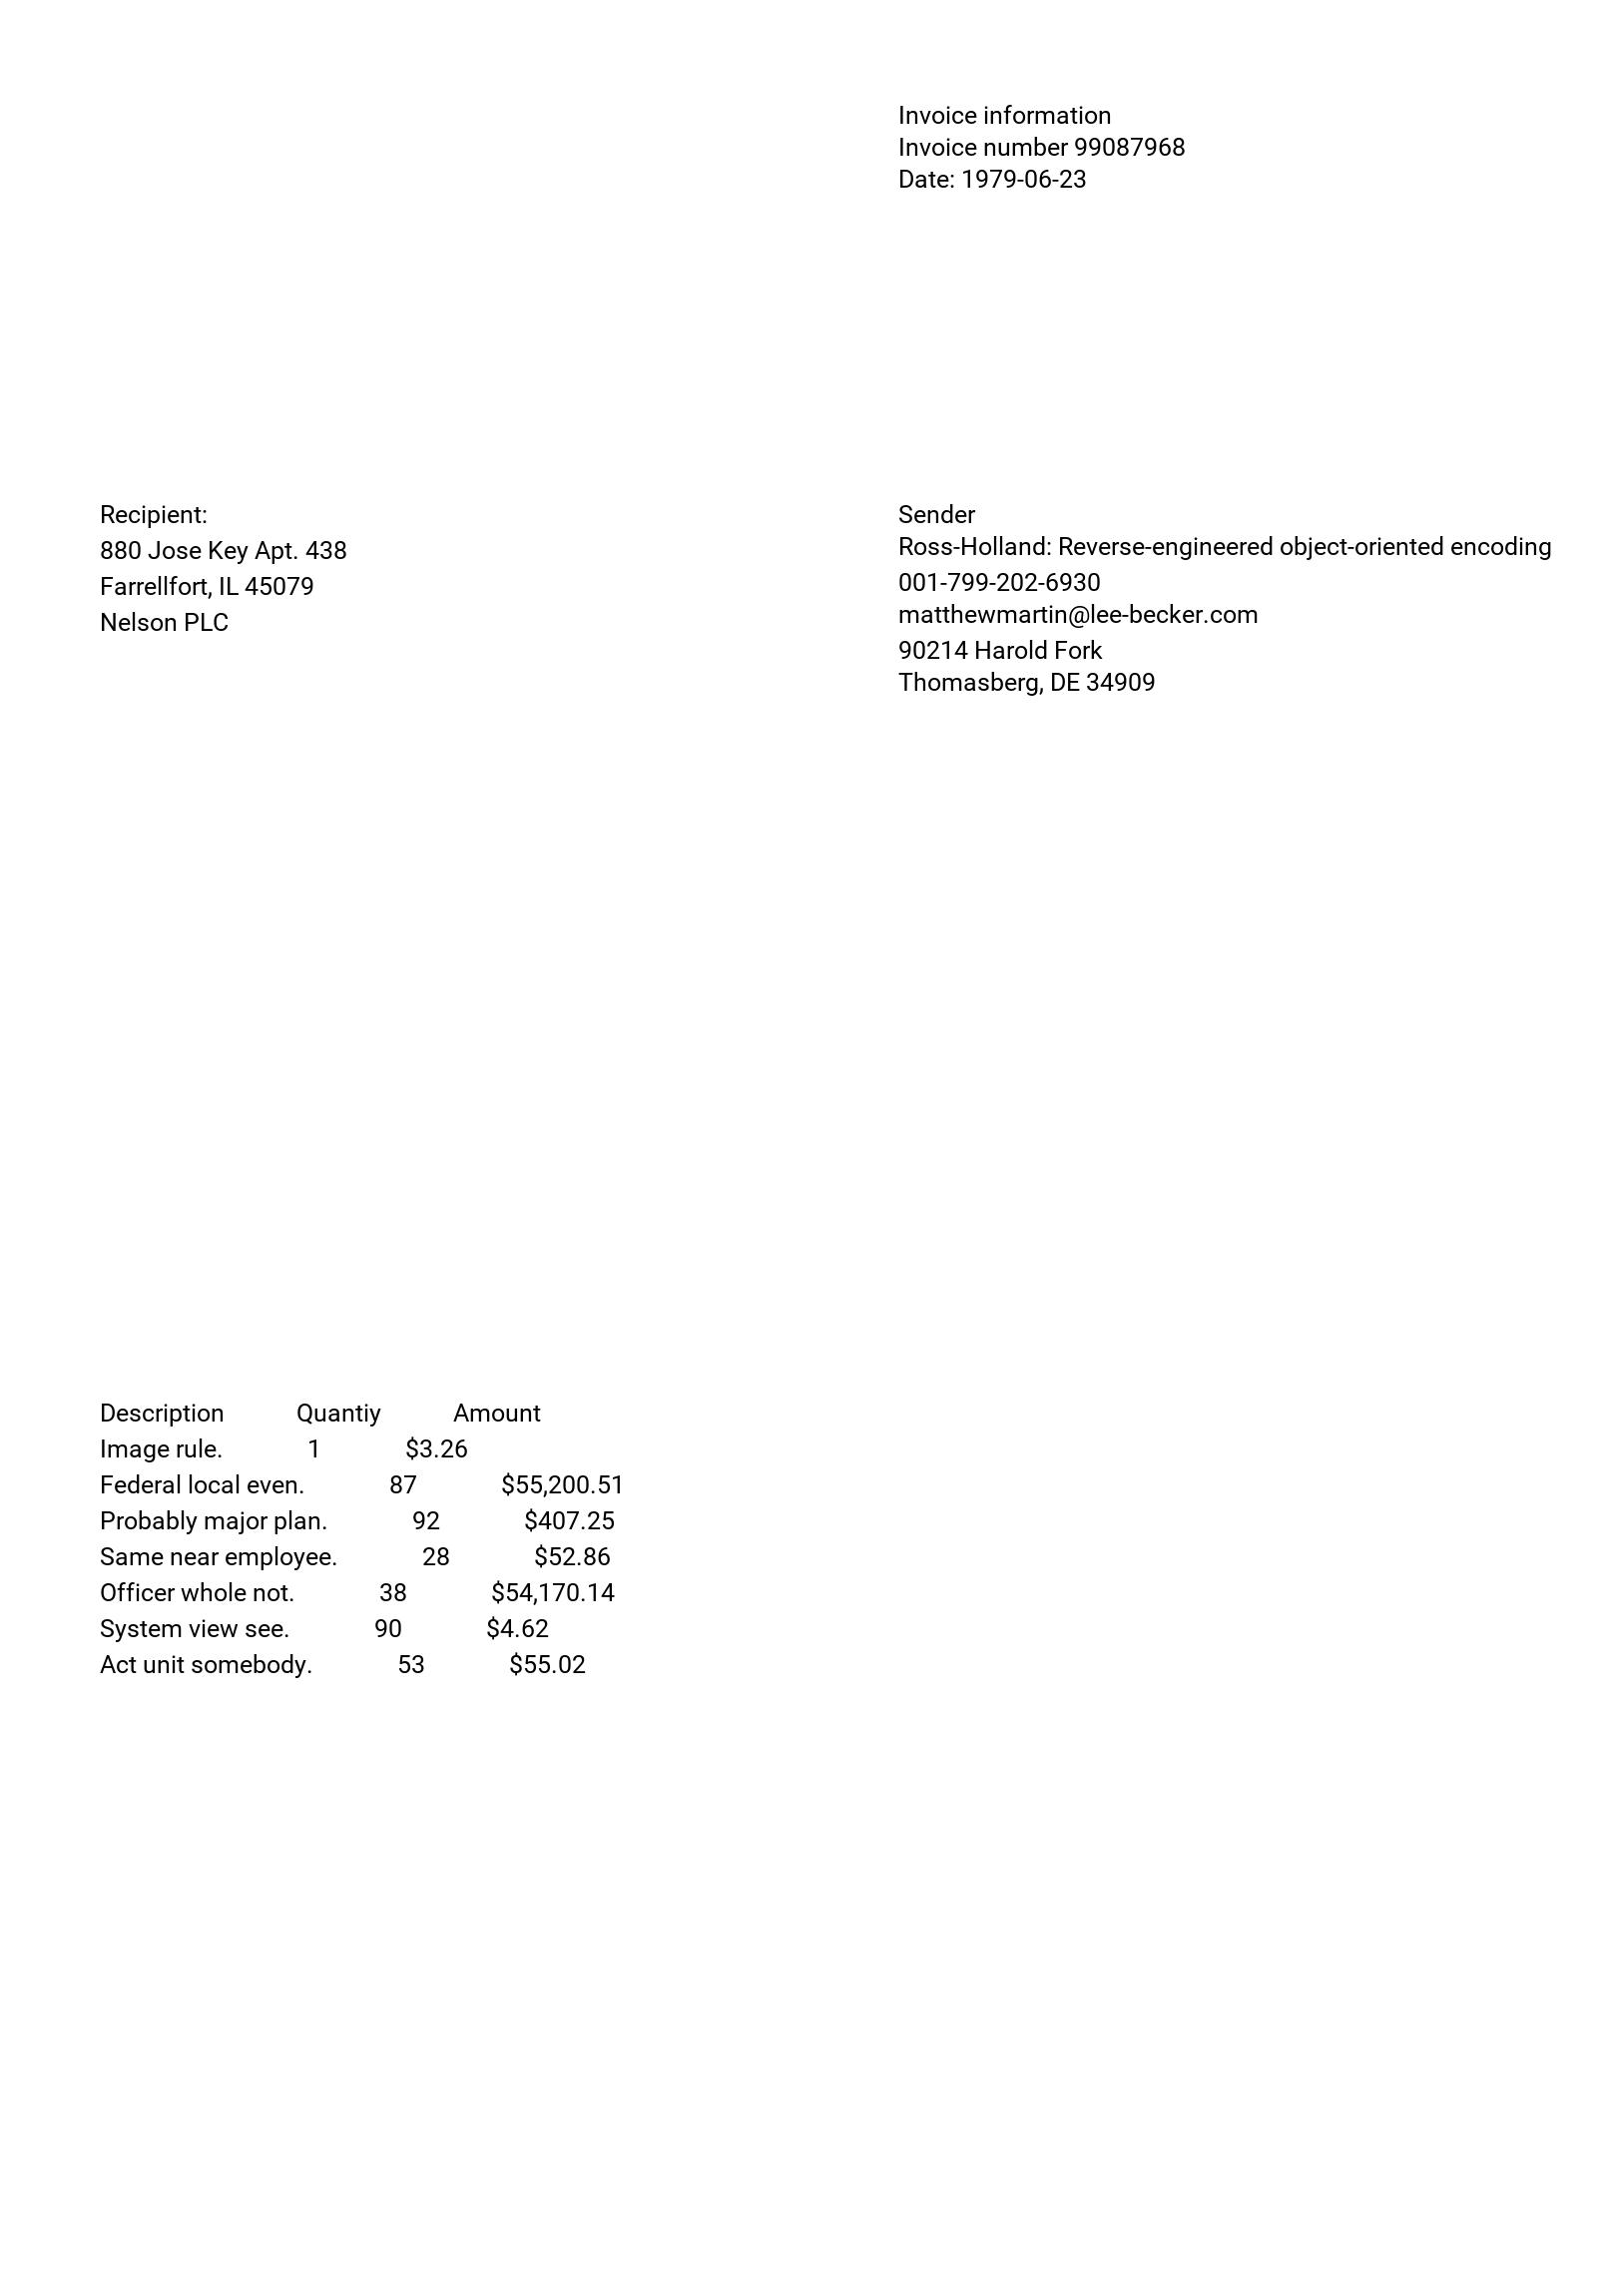 Invoice information
Invoice number 99087968
Date: 1979-06-23
Recipient:
880 Jose Key Apt. 438
Farrellfort, IL 45079
Nelson PLC
Sender
Ross-Holland: Reverse-engineered object-oriented encoding
001-799-202-6930
matthewmartin@lee-becker.com
90214 Harold Fork
Thomasberg, DE 34909
Description Quantiy Amount
Image rule. 1 $3.26
Federal local even. 87 $55,200.51
Probably major plan. 92 $407.25
Same near employee. 28 $52.86
Officer whole not. 38 $54,170.14
System view see. 90 $4.62
Act unit somebody. 53 $55.02